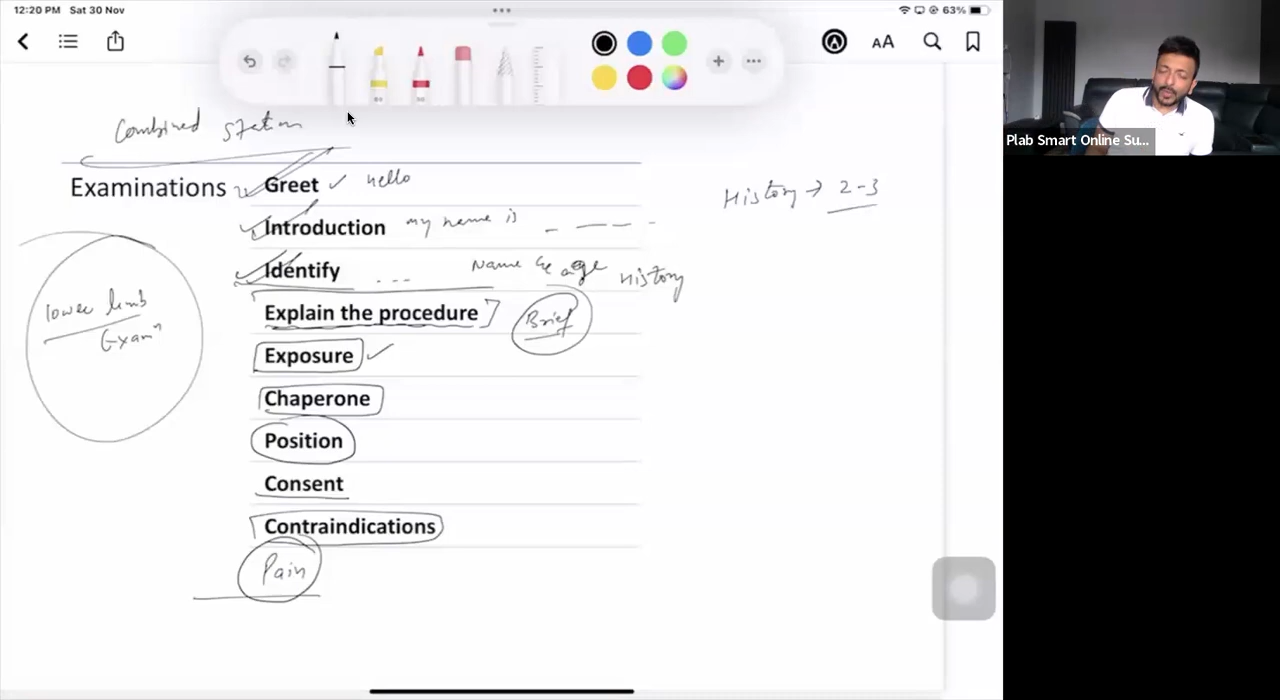 12:20 PM Sat 30 Nov
63%
AA
Plab Smart Online Su...
Combined station
Examinations
Greet hello
Introduction my name is
Identify ... Name & age History
Explain the procedure Brief
Exposure
Chaperone
Position
Consent
Contraindications
Pain
History → 2-3
lower limb
Exam